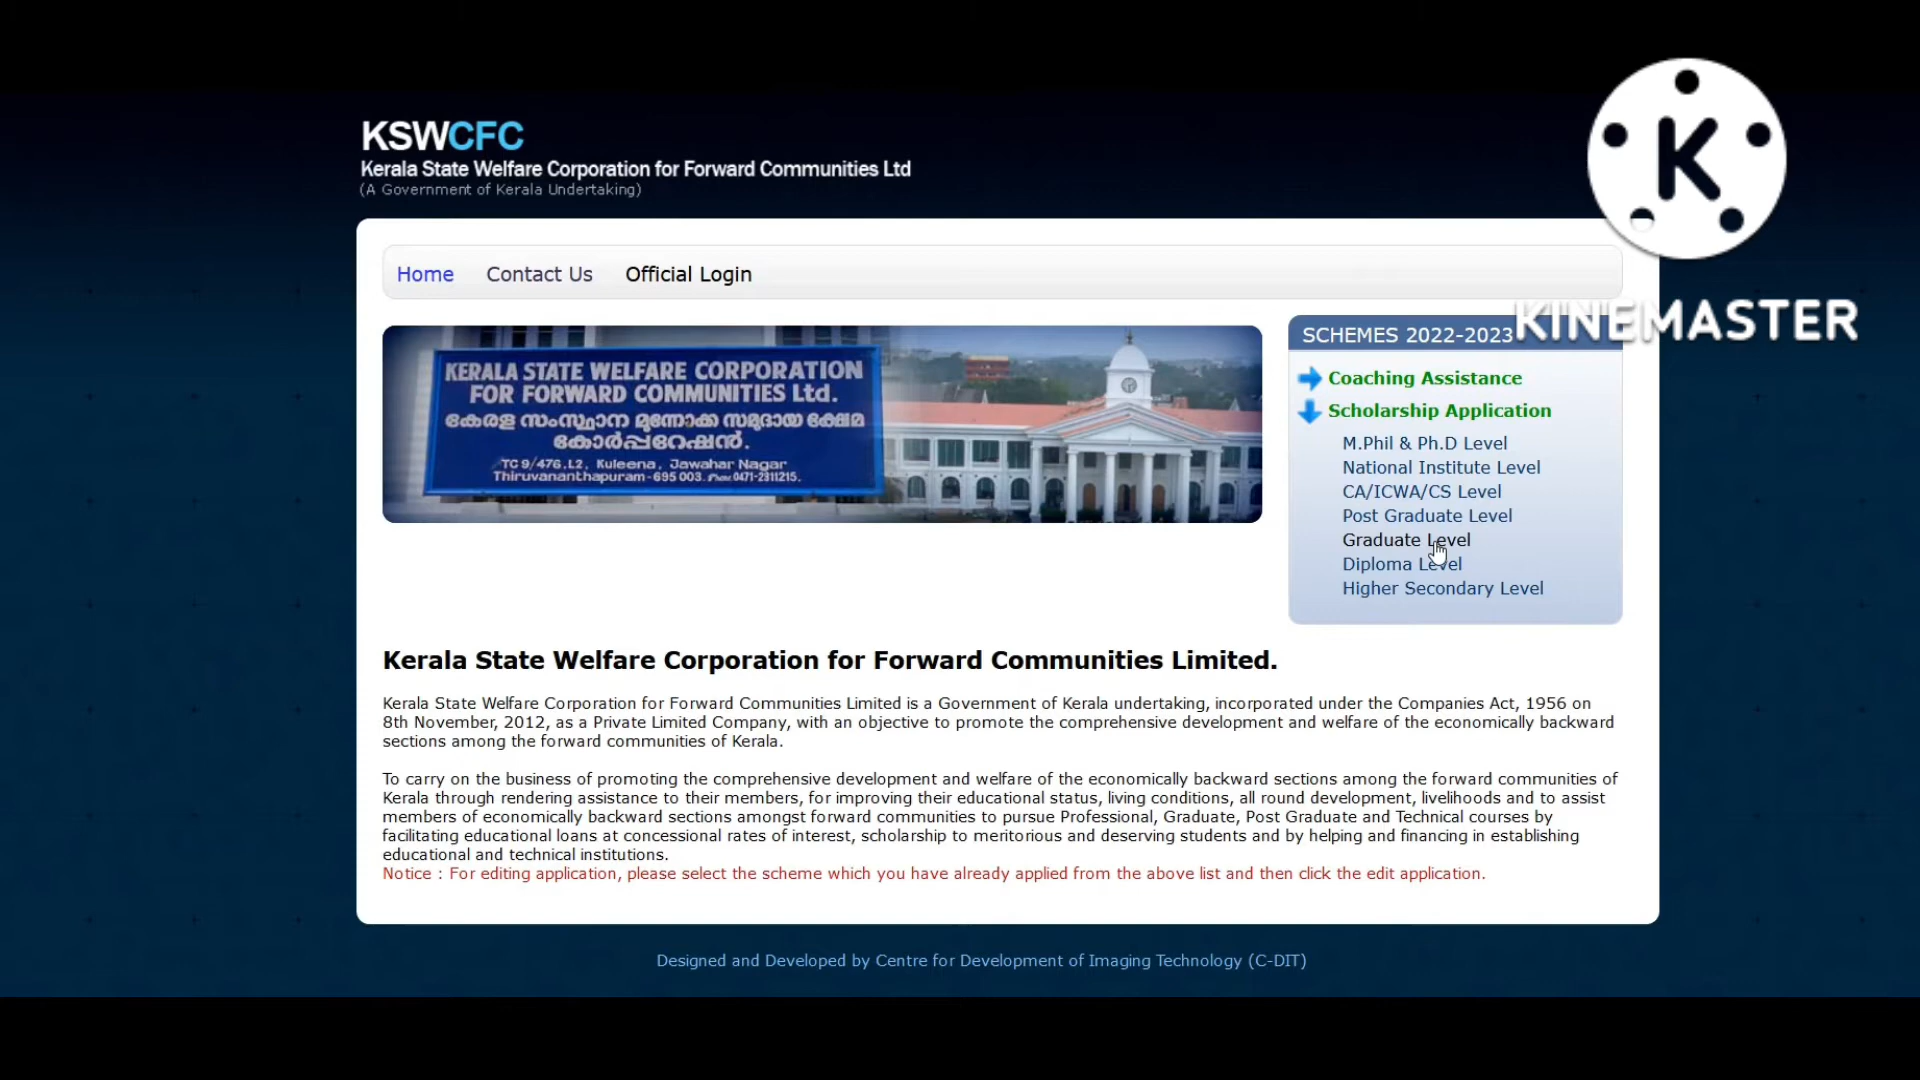 KSWCFC
Kerala State Welfare Corporation for Forward Communities Ltd
(A Government of Kerala Undertaking)
K
KINEMASTER
Home Contact Us Official Login
KERALA STATE WELFARE CORPORATION
FOR FORWARD COMMUNITIES Ltd.
കേരള സംസ്ഥാന മുന്നോക്ക സമുദായ ക്ഷേമ
കോർപ്പറേഷൻ.
TC 9/476, L2, Kuleena, Jawahar Nagar
Thiruvananthapuram-695 003. Phone: 0471-2311215.
SCHEMES 2022-2023
Coaching Assistance
Scholarship Application
M.Phil & Ph.D Level
National Institute Level
CA/ICWA/CS Level
Post Graduate Level
Graduate Level
Diploma Level
Higher Secondary Level
Kerala State Welfare Corporation for Forward Communities Limited.
Kerala State Welfare Corporation for Forward Communities Limited is a Government of Kerala undertaking, incorporated under the Companies Act, 1956 on
8th November, 2012, as a Private Limited Company, with an objective to promote the comprehensive development and welfare of the economically backward
sections among the forward communities of Kerala.
To carry on the business of promoting the comprehensive development and welfare of the economically backward sections among the forward communities of
Kerala through rendering assistance to their members, for improving their educational status, living conditions, all round development, livelihoods and to assist
members of economically backward sections amongst forward communities to pursue Professional, Graduate, Post Graduate and Technical courses by
facilitating educational loans at concessional rates of interest, scholarship to meritorious and deserving students and by helping and financing in establishing
educational and technical institutions.
Notice : For editing application, please select the scheme which you have already applied from the above list and then click the edit application.
Designed and Developed by Centre for Development of Imaging Technology (C-DIT)